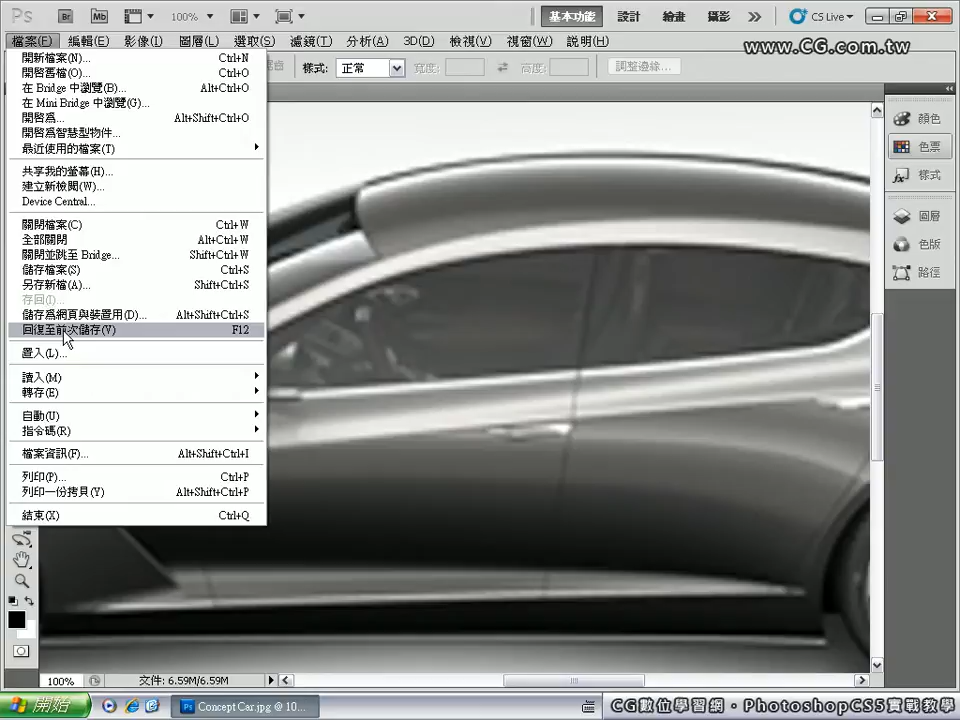 Ps
Br
Mb
100%
基本功能
設計
繪畫
攝影
CS Live
檔案(F)
編輯(E)
影像(I)
圖層(L)
選取(S)
濾鏡(T)
分析(A)
3D(D)
檢視(V)
視窗(W)
說明(H)
www.CG.com.tw
樣式:
正常
寬度:
高度:
調整邊緣...
開新檔案(N)... Ctrl+N
開啓舊檔(O)... Ctrl+O
在 Bridge 中瀏覽(B)... Alt+Ctrl+O
在 Mini Bridge 中瀏覽(G)...
開啓爲... Alt+Shift+Ctrl+O
開啓爲智慧型物件...
最近使用的檔案(T)
共享我的螢幕(H)...
建立新檢閱(W)...
Device Central...
關閉檔案(C) Ctrl+W
全部關閉 Alt+Ctrl+W
關閉並跳至 Bridge... Shift+Ctrl+W
儲存檔案(S) Ctrl+S
另存新檔(A)... Shift+Ctrl+S
存回(I)...
儲存爲網頁與裝置用(D)... Alt+Shift+Ctrl+S
回復至前次儲存(V) F12
置入(L)...
讀入(M)
轉存(E)
自動(U)
指令碼(R)
檔案資訊(F)... Alt+Shift+Ctrl+I
列印(P)... Ctrl+P
列印一份拷貝(Y) Alt+Shift+Ctrl+P
結束(X) Ctrl+Q
顏色
色票
樣式
圖層
色版
路徑
100%
文件: 6.59M/6.59M
開始
Ps Concept Car.jpg @ 10...
CG數位學習網·PhotoshopCS5實戰教學